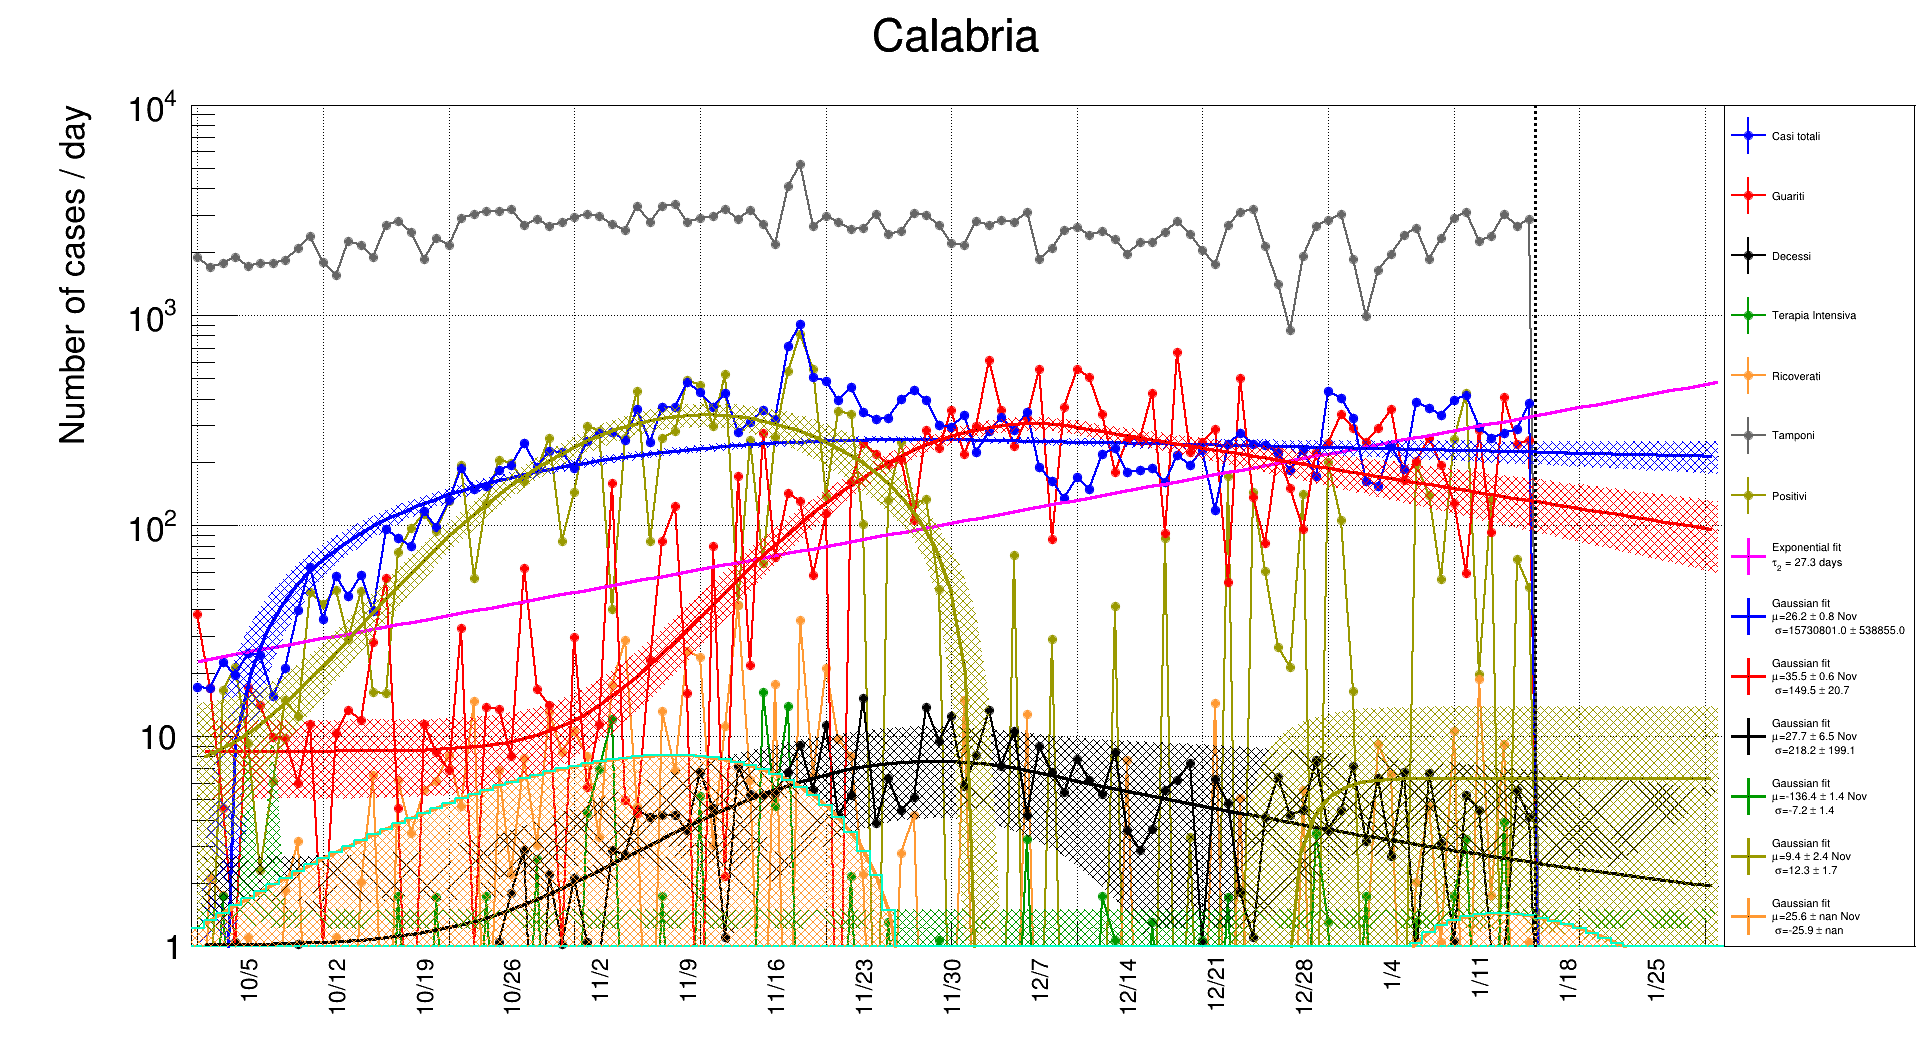 Calabria
Number of cases / day
10^4
10^3
10^2
10
1
10/5
10/12
10/19
10/26
11/2
11/9
11/16
11/23
11/30
12/7
12/14
12/21
12/28
1/4
1/11
1/18
1/25
Casi totali
Guariti
Decessi
Terapia Intensiva
Ricoverati
Tamponi
Positivi
Exponential fit
τ₂ = 27.3 days
Gaussian fit
μ=26.2 ± 0.8 Nov
σ=15730801.0 ± 538855.0
Gaussian fit
μ=35.5 ± 0.6 Nov
σ=149.5 ± 20.7
Gaussian fit
μ=27.7 ± 6.5 Nov
σ=218.2 ± 199.1
Gaussian fit
μ=-136.4 ± 1.4 Nov
σ=-7.2 ± 1.4
Gaussian fit
μ=9.4 ± 2.4 Nov
σ=12.3 ± 1.7
Gaussian fit
μ=25.6 ± nan Nov
σ=-25.9 ± nan